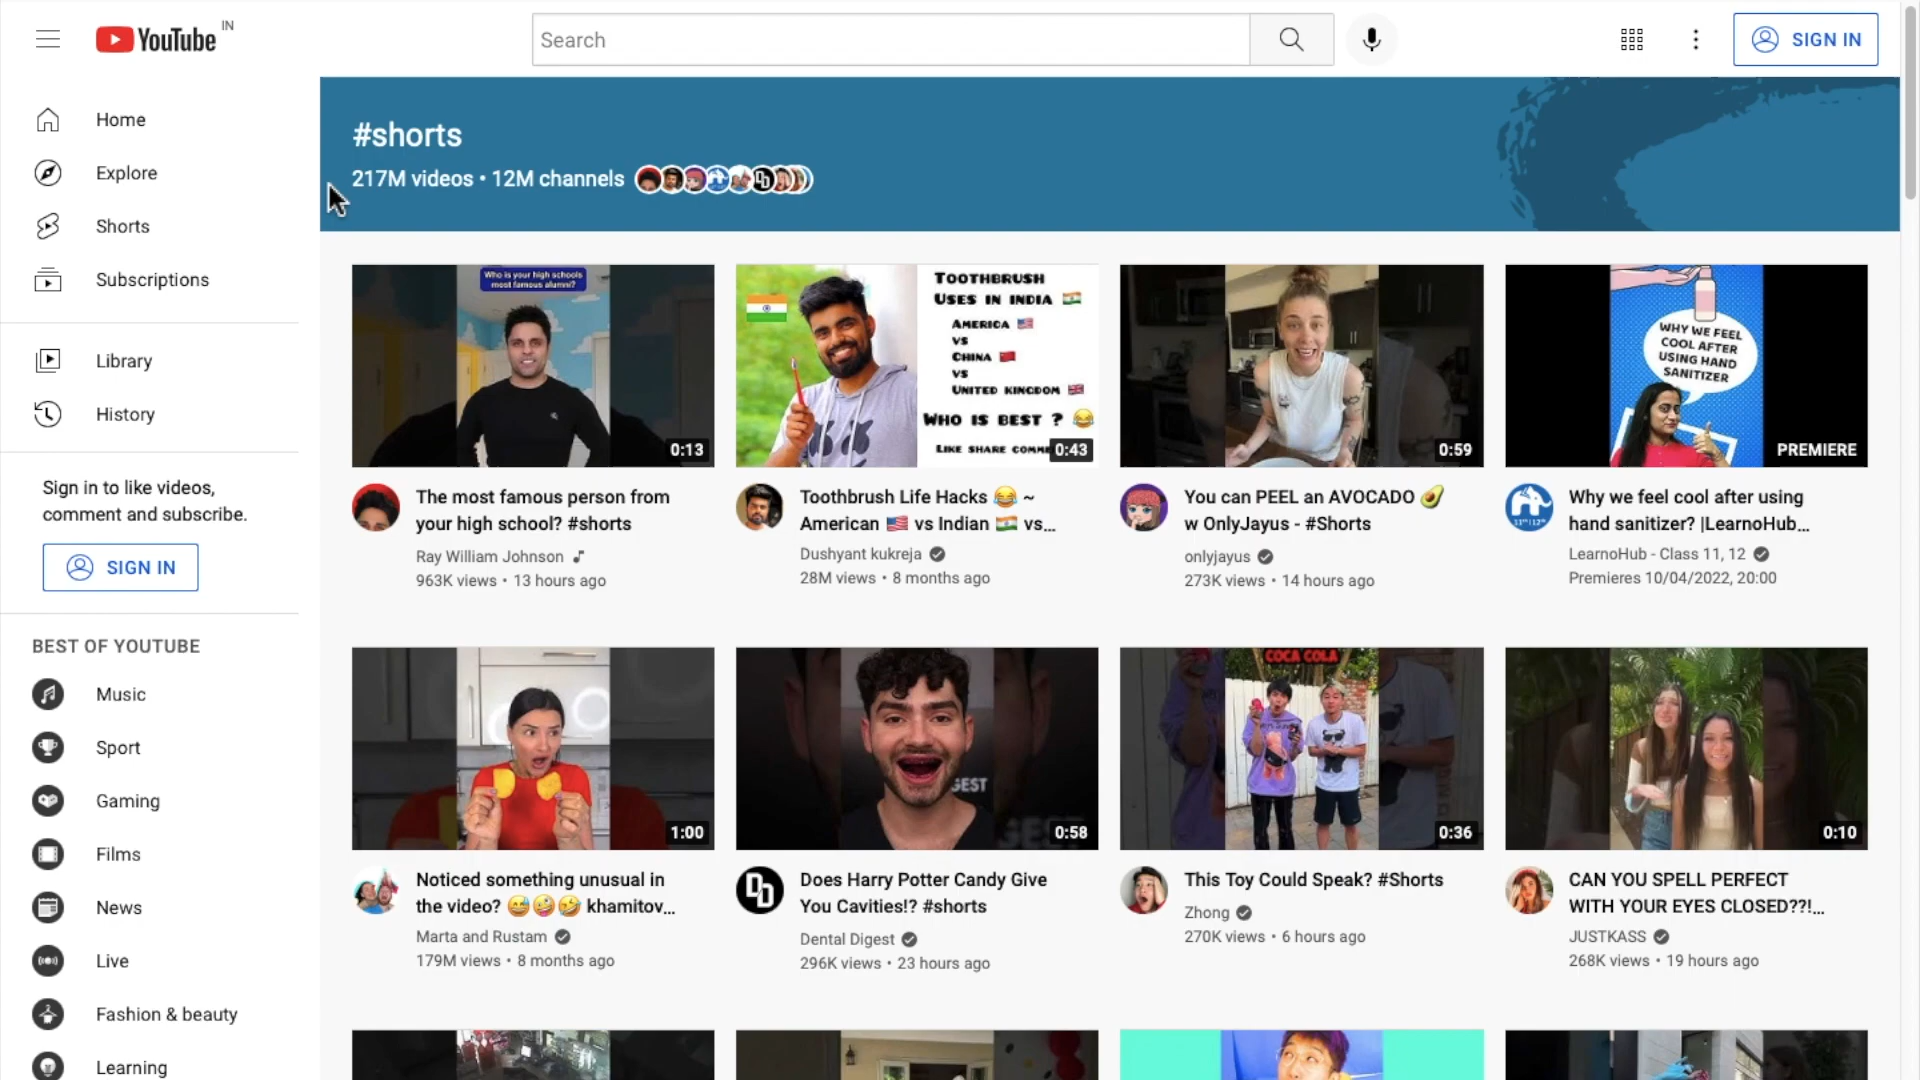 YouTube IN
Search
SIGN IN
Home
Explore
Shorts
Subscriptions
Library
History
Sign in to like videos,
comment and subscribe.
SIGN IN
BEST OF YOUTUBE
Music
Sport
Gaming
Films
News
Live
Fashion & beauty
Learning
#shorts
217M videos • 12M channels
Who is your high schools
most famous alumni?
0:13
The most famous person from
your high school? #shorts
Ray William Johnson
963K views • 13 hours ago
TOOTHBRUSH
USES IN INDIA 🇮🇳
AMERICA 🇺🇸
VS
CHINA 🇨🇳
VS
UNITED KINGDOM 🇬🇧
WHO IS BEST ? 😂
LIKE SHARE COMME
0:43
Toothbrush Life Hacks 😂 ~
American 🇺🇸 vs Indian 🇮🇳 vs...
Dushyant kukreja
28M views • 8 months ago
0:59
You can PEEL an AVOCADO 🥑
w OnlyJayus - #Shorts
onlyjayus
273K views • 14 hours ago
WHY WE FEEL
COOL AFTER
USING HAND
SANITIZER
PREMIERE
11th|12th
Why we feel cool after using
hand sanitizer? |LearnoHub...
LearnoHub - Class 11, 12
Premieres 10/04/2022, 20:00
1:00
Noticed something unusual in
the video? 😅🤪🤣 khamitov...
Marta and Rustam
179M views • 8 months ago
GEST
0:58
DD
Does Harry Potter Candy Give
You Cavities!? #shorts
Dental Digest
296K views • 23 hours ago
COCA COLA
0:36
This Toy Could Speak? #Shorts
Zhong
270K views • 6 hours ago
0:10
CAN YOU SPELL PERFECT
WITH YOUR EYES CLOSED??!...
JUSTKASS
268K views • 19 hours ago